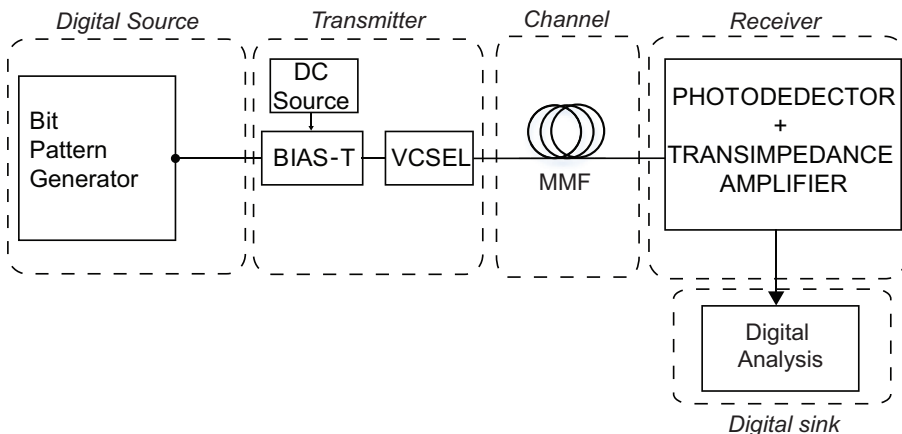 Digital Source
Transmitter
Channel
Receiver
Bit
Pattern
Generator
DC
Source
BIAS-T
VCSEL
MMF
PHOTODEDECTOR
+
TRANSIMPEDANCE
AMPLIFIER
Digital
Analysis
Digital sink